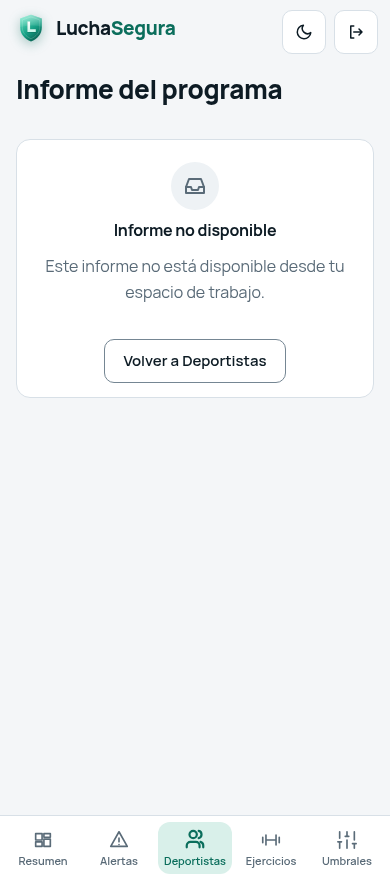 LuchaSegura
Informe del programa
Informe no disponible
Este informe no está disponible desde tu
espacio de trabajo.
Volver a Deportistas
Resumen
Alertas
Deportistas
Ejercicios
Umbrales